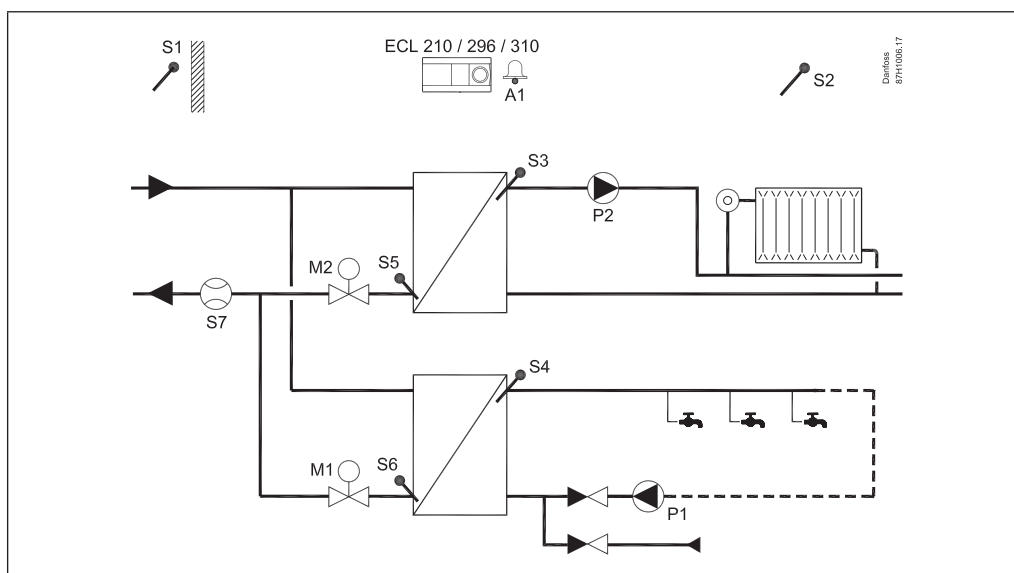 S1
ECL 210 / 296 / 310
A1
S2
Danfoss
87H1006.17
S3
P2
M2
S5
S7
S4
M1
S6
P1